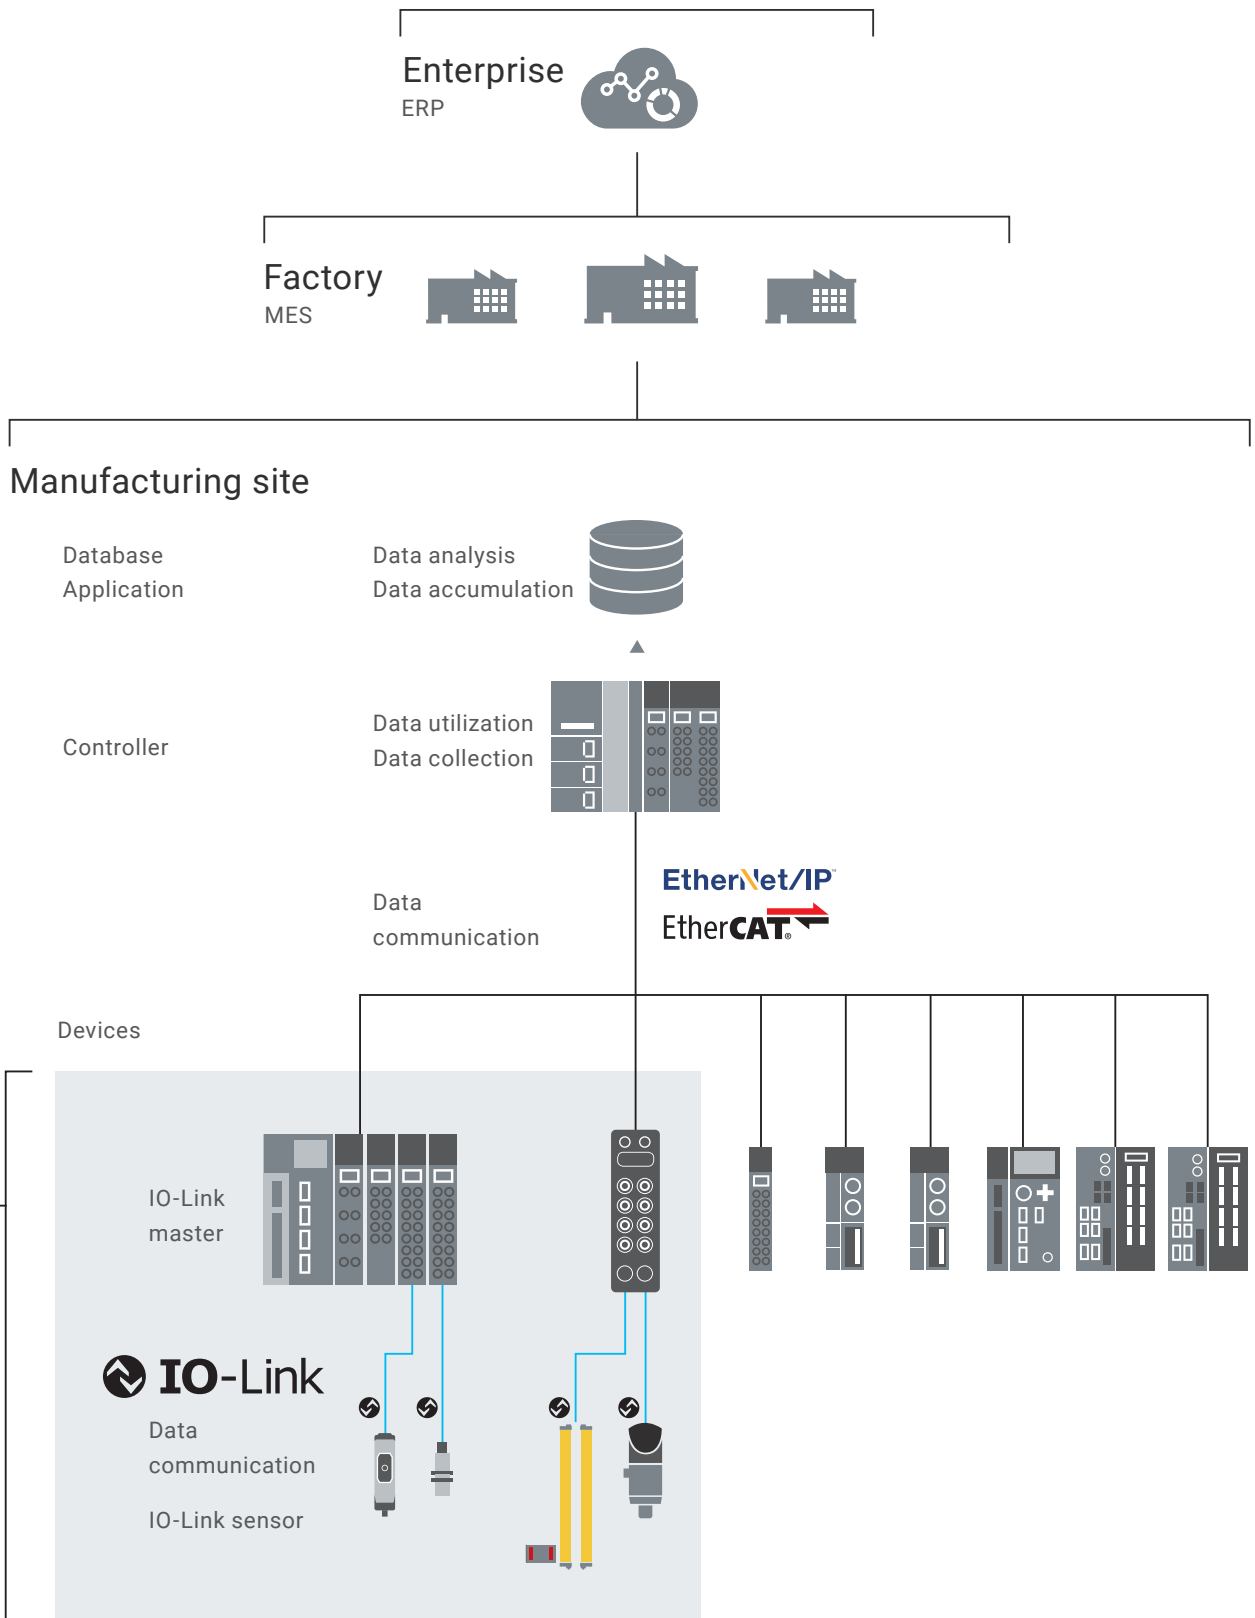 Enterprise
ERP
Factory
MES
Manufacturing site
Database
Application
Data analysis
Data accumulation
Controller
Data utilization
Data collection
Data
communication
EtherNet/IP™
EtherCAT®
Devices
IO-Link
master
IO-Link
Data
communication
IO-Link sensor